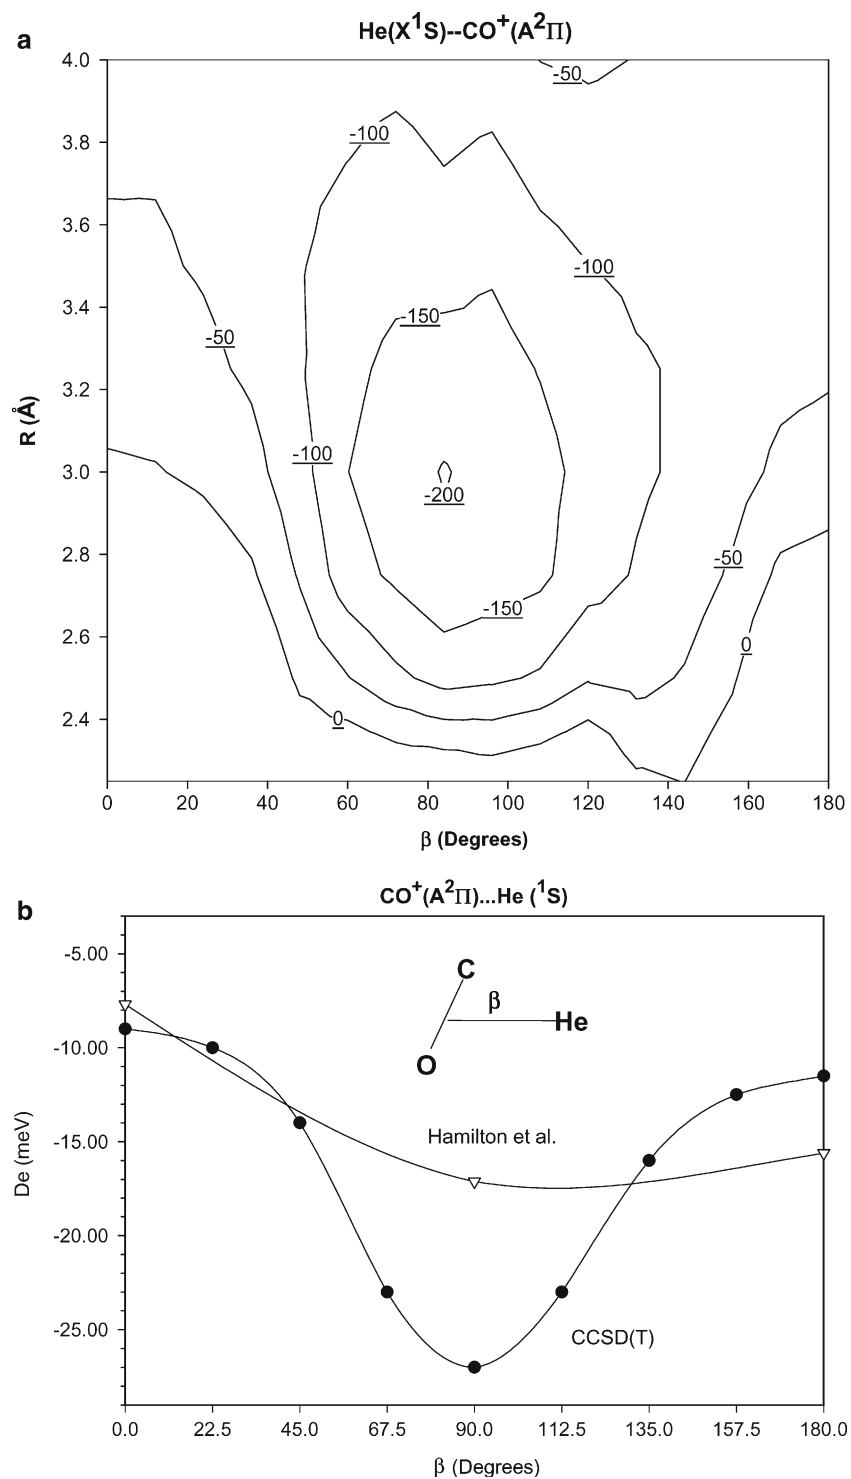 a
He(X¹S)--CO⁺(A²Π)
4.0
3.8
3.6
3.4
3.2
3.0
2.8
2.6
2.4
R (Å)
-50
-100
-100
-150
-50
-100
-200
-50
-150
0
0
0 20 40 60 80 100 120 140 160 180
β (Degrees)
b
CO⁺(A²Π)...He (¹S)
-5.00
-10.00
-15.00
-20.00
-25.00
De (meV)
C
β
He
O
Hamilton et al.
CCSD(T)
0.0 22.5 45.0 67.5 90.0 112.5 135.0 157.5 180.0
β (Degrees)